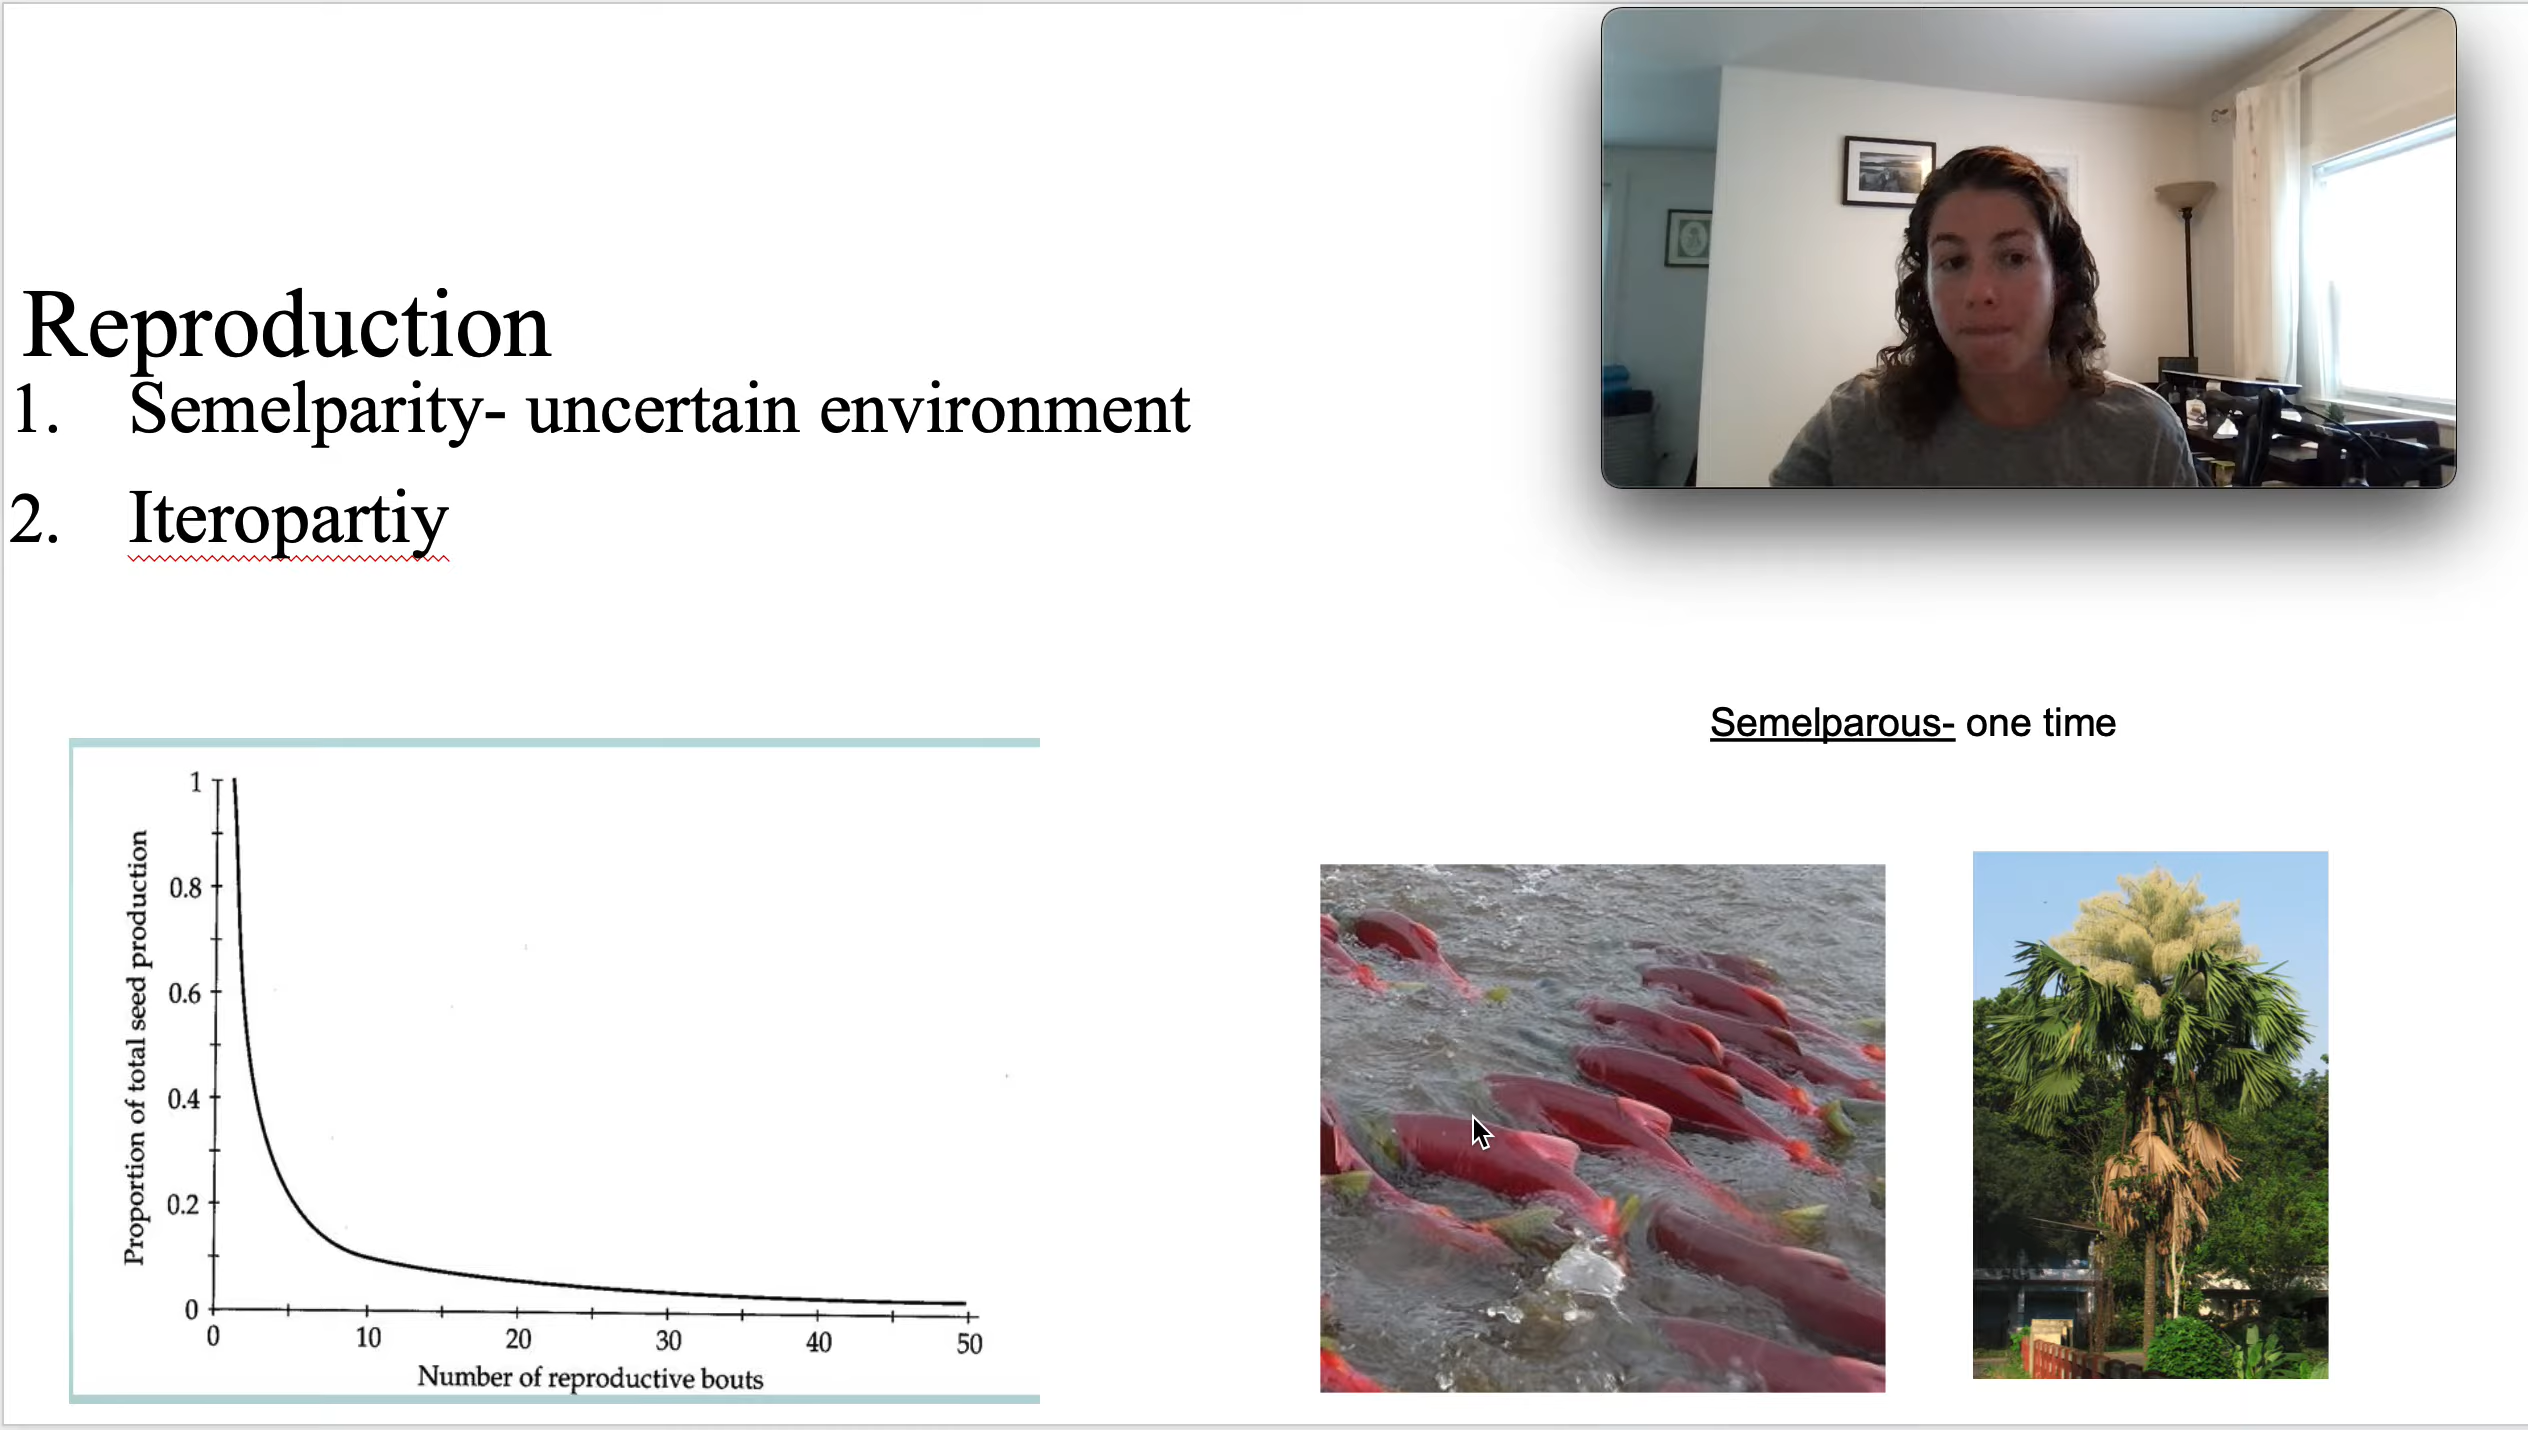 Reproduction
1. Semelparity- uncertain environment
2. Iteropartiy
Semelparous- one time
Proportion of total seed production
1
0.8
0.6
0.4
0.2
0
0 10 20 30 40 50
Number of reproductive bouts